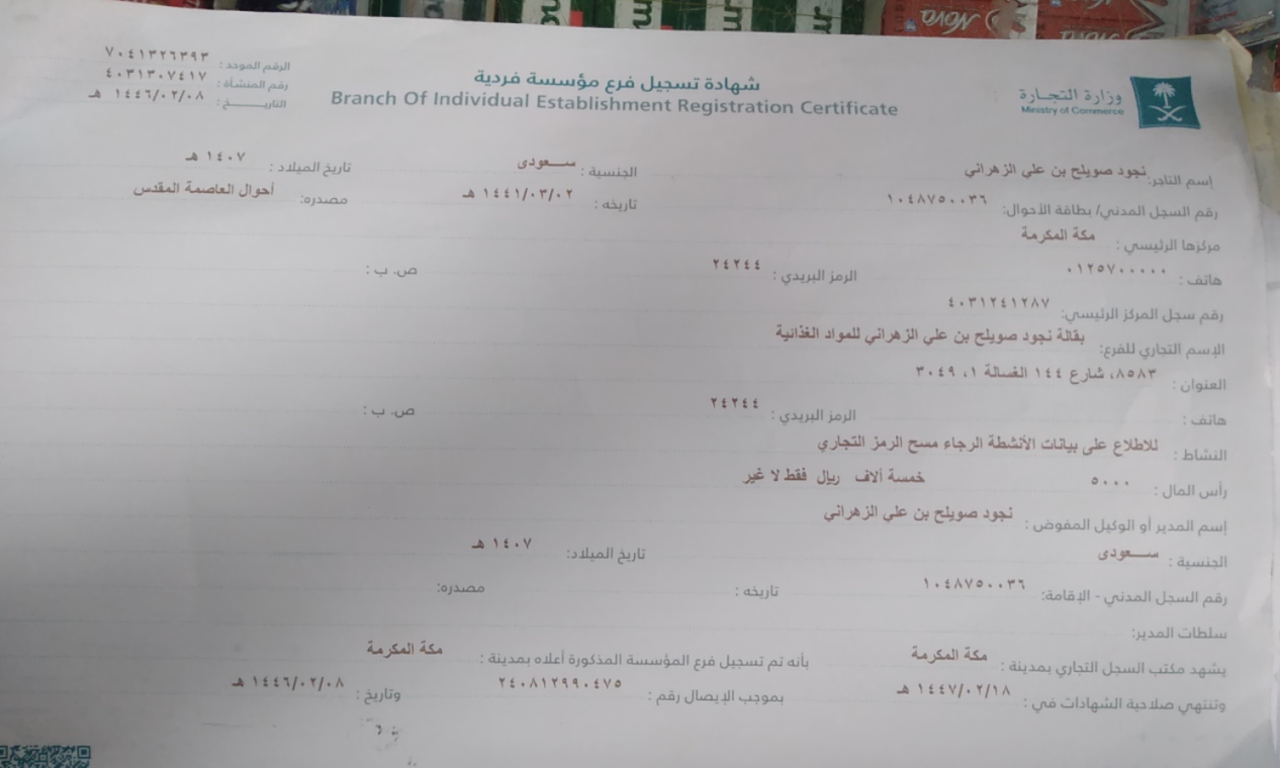 nova
وزارة التجارة
Ministry of Commerce
شهادة تسجيل فرع مؤسسة فردية
Branch Of Individual Establishment Registration Certificate
الرقم الموحد : ٧٠٤١٣٢٦٣٩٣
رقم المنشأة : ٤٠٣١٣٠٧٤١٧
التاريـــخ : ١٤٤٦/٠٢/٠٨ هـ
إسم التاجر: نجود صويلح بن علي الزهراني الجنسية : ســعودى تاريخ الميلاد : ١٤٠٧ هـ
رقم السجل المدني/ بطاقة الأحوال: ١٠٤٨٧٥٠٠٣٦ تاريخه : ١٤٤١/٠٣/٠٢ هـ مصدره: أحوال العاصمة المقدس
مركزها الرئيسي : مكة المكرمة
هاتف : ٠١٢٥٧٠٠٠٠٠ الرمز البريدي : ٢٤٢٤٤ ص. ب :
رقم سجل المركز الرئيسي: ٤٠٣١٢٤١٢٨٧
الإسم التجاري للفرع: بقالة نجود صويلح بن علي الزهراني للمواد الغذائية
العنوان : ٨٥٨٣، شارع ١٤٤ الغسالة ١، ٣٠٤٩
هاتف : الرمز البريدي : ٢٤٢٤٤ ص. ب :
النشاط : للاطلاع على بيانات الأنشطة الرجاء مسح الرمز التجاري
رأس المال : ٥٠٠٠ خمسة آلاف ريال فقط لا غير
إسم المدير أو الوكيل المفوض : نجود صويلح بن علي الزهراني
الجنسية : ســعودى تاريخ الميلاد: ١٤٠٧ هـ
رقم السجل المدني - الإقامة: ١٠٤٨٧٥٠٠٣٦ تاريخه : مصدره:
سلطات المدير:
يشهد مكتب السجل التجاري بمدينة : مكة المكرمة بأنه تم تسجيل فرع المؤسسة المذكورة أعلاه بمدينة : مكة المكرمة
وتنتهي صلاحية الشهادات في : ١٤٤٧/٠٢/١٨ هـ بموجب الإيصال رقم : ٢٤٠٨١٢٩٩٠٤٧٥ وتاريخ : ١٤٤٦/٠٢/٠٨ هـ